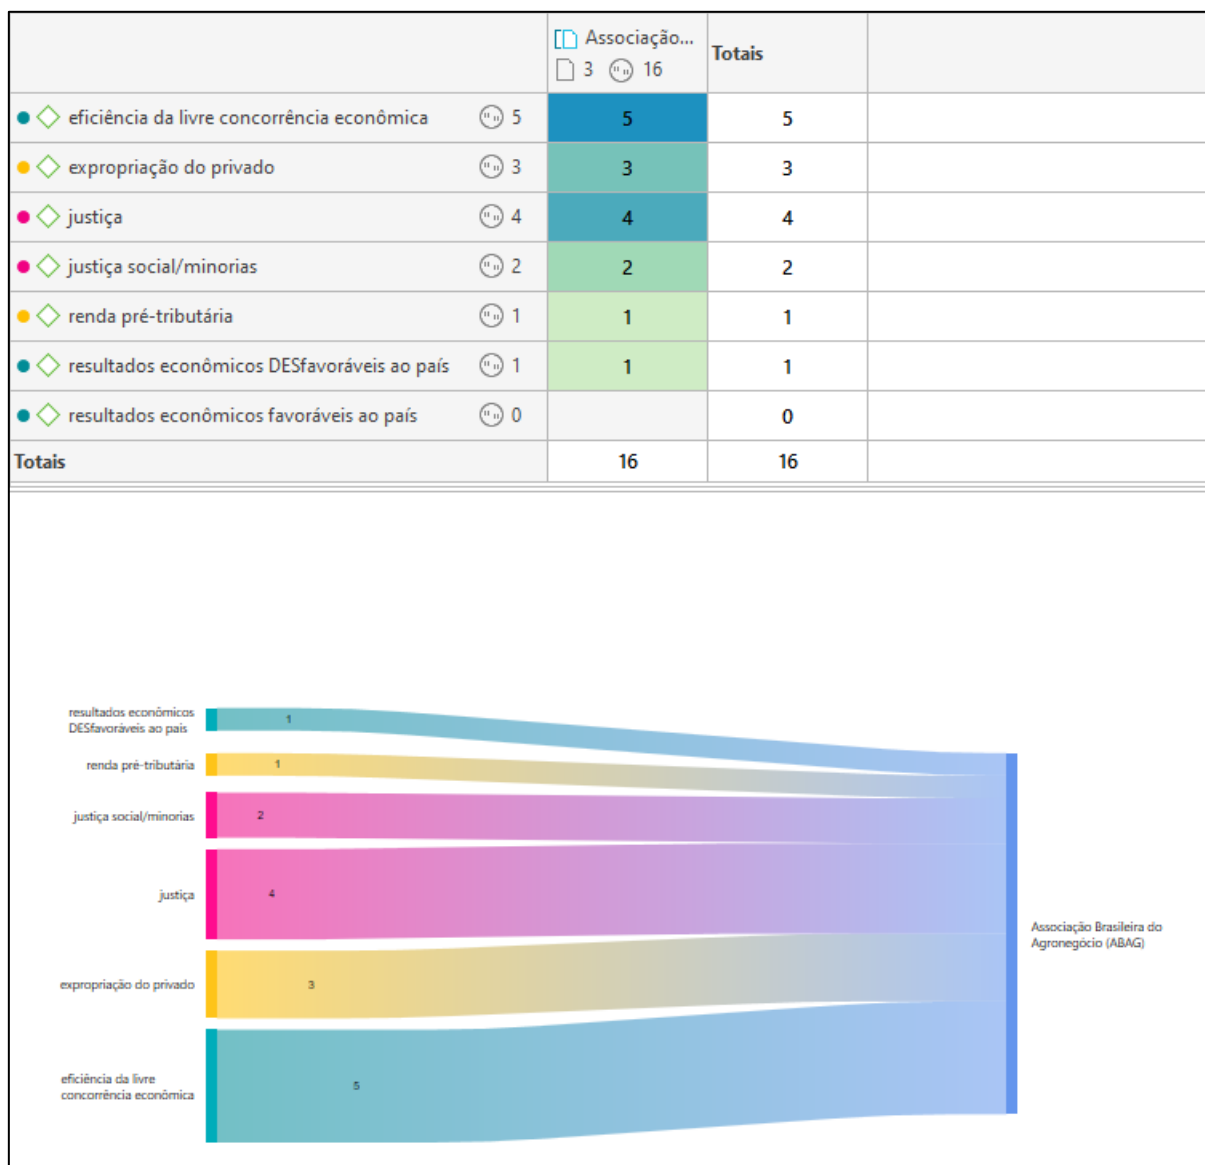 Associação...
3 16
Totais
eficiência da livre concorrência econômica 5 5 5
expropriação do privado 3 3 3
justiça 4 4 4
justiça social/minorias 2 2 2
renda pré-tributária 1 1 1
resultados econômicos DESfavoráveis ao país 1 1 1
resultados econômicos favoráveis ao país 0 0
Totais 16 16
resultados econômicos
DESfavoráveis ao país
1
renda pré-tributária
1
justiça social/minorias
2
justiça
4
Associação Brasileira do
Agronegócio (ABAG)
expropriação do privado
3
eficiência da livre
concorrência econômica
5